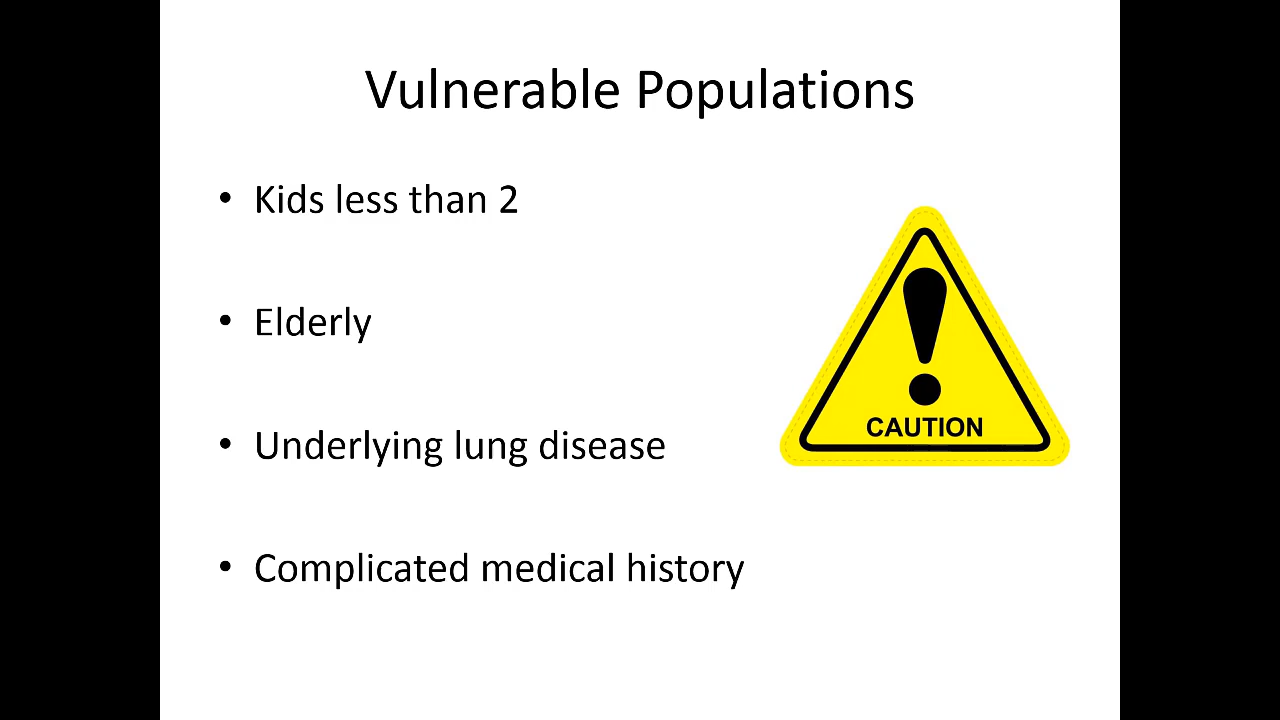 Vulnerable Populations
• Kids less than 2
• Elderly
• Underlying lung disease
• Complicated medical history
CAUTION